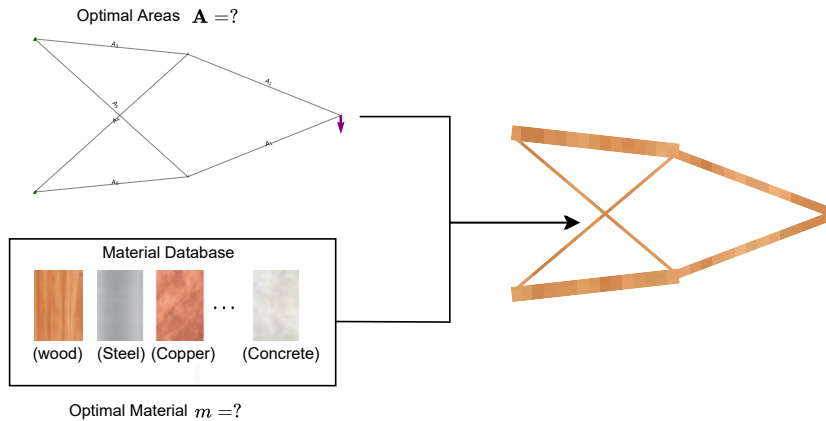 Optimal Areas A =?
Material Database
...
(wood) (Steel) (Copper) (Concrete)
Optimal Material m =?